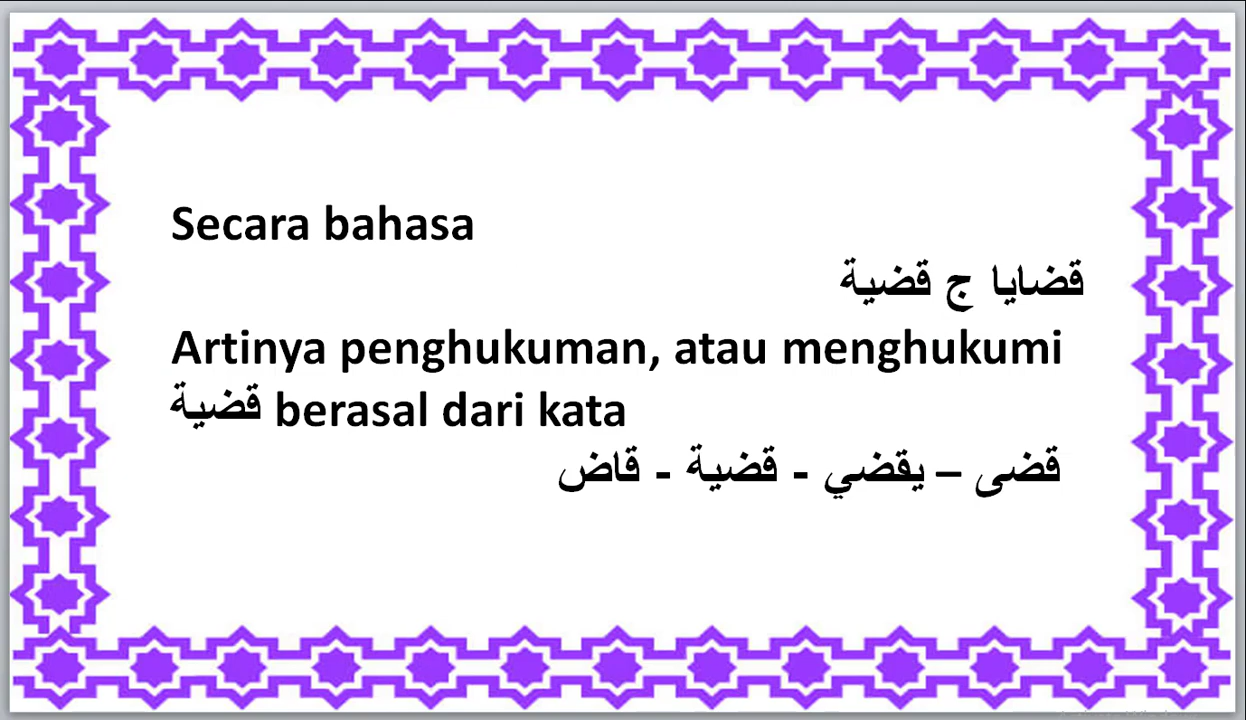 Secara bahasa
قضايا ج قضية
Artinya penghukuman, atau menghukumi
قضية berasal dari kata
قضى – يقضي - قضية - قاض